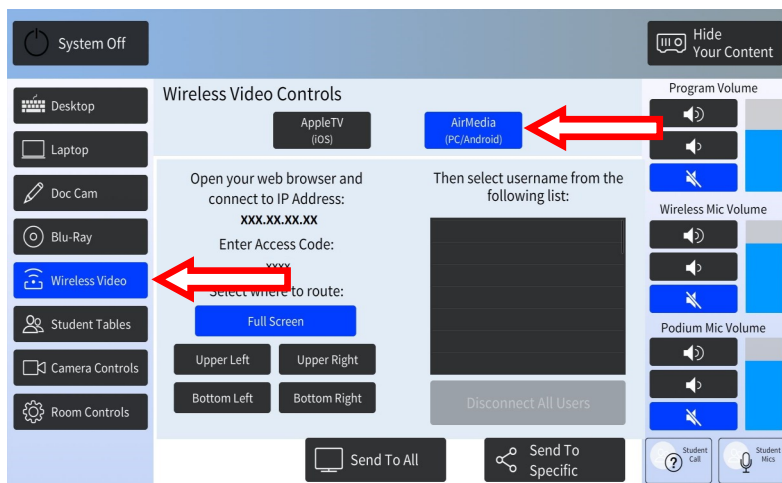 System Off
Hide
Your Content
Desktop
Laptop
Doc Cam
Blu-Ray
Wireless Video
Student Tables
Camera Controls
Room Controls
Wireless Video Controls
AppleTV
(iOS)
AirMedia
(PC/Android)
Open your web browser and
connect to IP Address:
xxx.xx.xx.xx
Enter Access Code:
xxxx
Select where to route:
Full Screen
Upper Left
Upper Right
Bottom Left
Bottom Right
Then select username from the
following list:
Disconnect All Users
Send To All
Send To
Specific
Program Volume
Wireless Mic Volume
Podium Mic Volume
Student
Call
Student
Mics